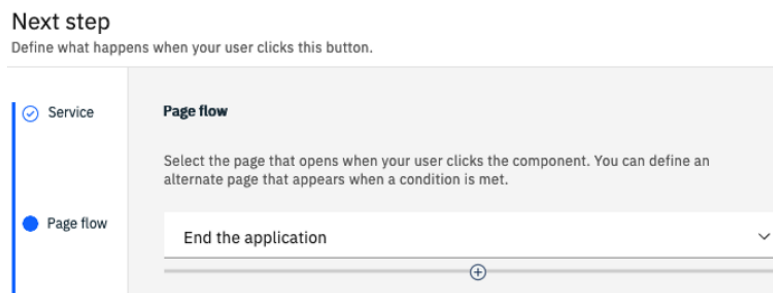 Next step
Define what happens when your user clicks this button.
Service
Page flow
Select the page that opens when your user clicks the component. You can define an
alternate page that appears when a condition is met.
Page flow
End the application